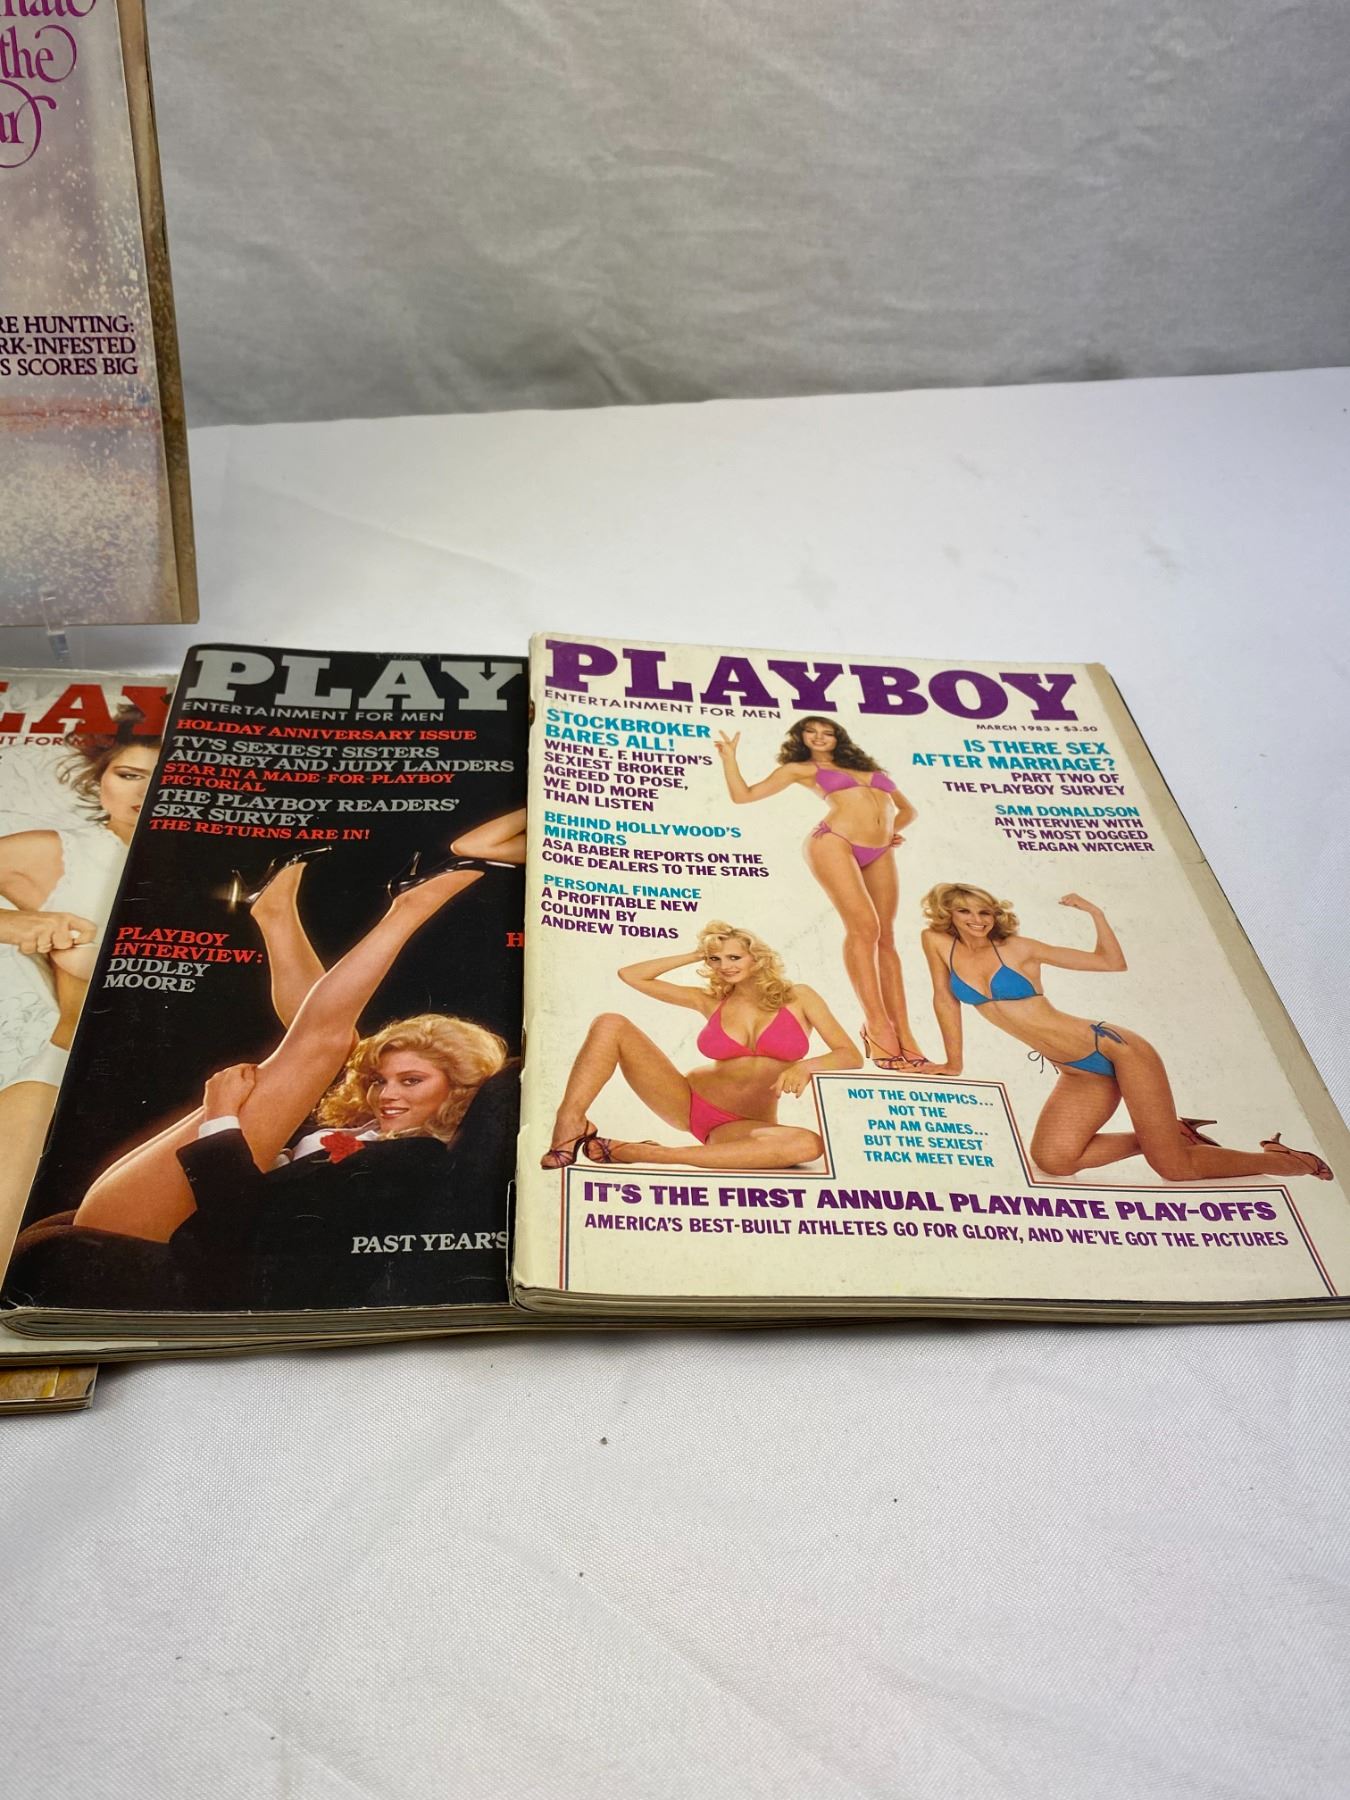 the
RE HUNTING:
RK-INFESTED
S SCORES BIG
LAY
NT FOR M
PLAY
ENTERTAINMENT FOR MEN
HOLIDAY ANNIVERSARY ISSUE
TV'S SEXIEST SISTERS
AUDREY AND JUDY LANDERS
STAR IN A MADE-FOR-PLAYBOY
PICTORIAL
THE PLAYBOY READERS'
SEX SURVEY
THE RETURNS ARE IN!
PLAYBOY
INTERVIEW:
DUDLEY
MOORE
H
PAST YEAR'S
PLAYBOY
ENTERTAINMENT FOR MEN
MARCH 1983 • $3.50
STOCKBROKER
BARES ALL!
WHEN E. F. HUTTON'S
SEXIEST BROKER
AGREED TO POSE,
WE DID MORE
THAN LISTEN
BEHIND HOLLYWOOD'S
MIRRORS
ASA BABER REPORTS ON THE
COKE DEALERS TO THE STARS
PERSONAL FINANCE
A PROFITABLE NEW
COLUMN BY
ANDREW TOBIAS
IS THERE SEX
AFTER MARRIAGE?
PART TWO OF
THE PLAYBOY SURVEY
SAM DONALDSON
AN INTERVIEW WITH
TV'S MOST DOGGED
REAGAN WATCHER
NOT THE OLYMPICS...
NOT THE
PAN AM GAMES...
BUT THE SEXIEST
TRACK MEET EVER
IT'S THE FIRST ANNUAL PLAYMATE PLAY-OFFS
AMERICA'S BEST-BUILT ATHLETES GO FOR GLORY, AND WE'VE GOT THE PICTURES